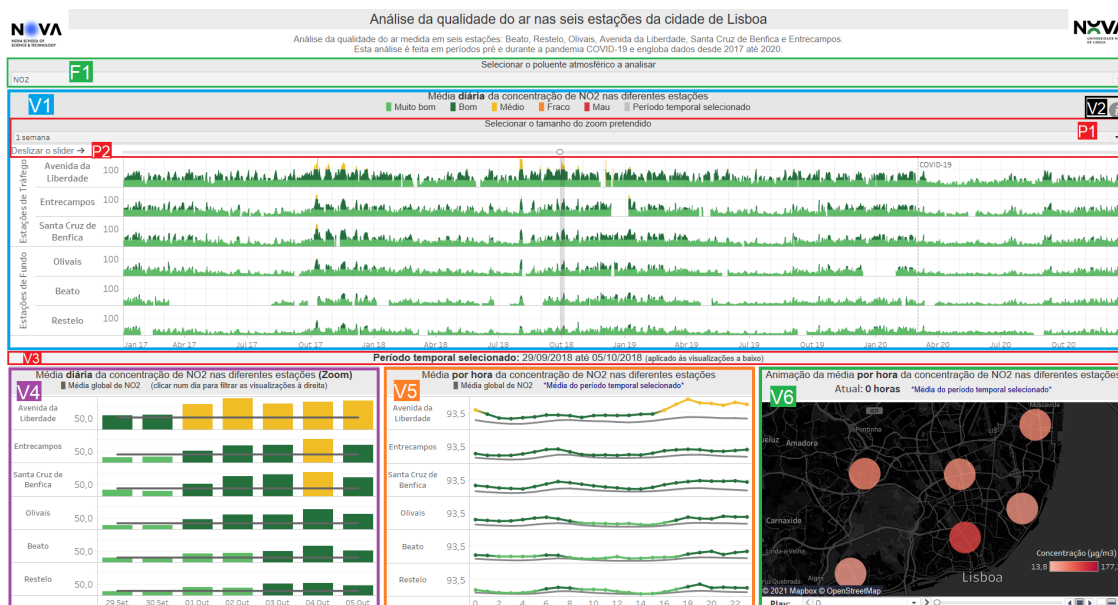 Análise da qualidade do ar nas seis estações da cidade de Lisboa
NOVA
NOVA SCHOOL OF
SCIENCE & TECHNOLOGY
NOVA
UNIVERSIDADE NOVA
DE LISBOA
Análise da qualidade do ar medida em seis estações: Beato, Restelo, Olivais, Avenida da Liberdade, Santa Cruz de Benfica e Entrecampos.
Esta análise é feita em períodos pré e durante a pandemia COVID-19 e engloba dados desde 2017 até 2020.
Selecionar o poluente atmosférico a analisar
F1
NO2
V1
Média diária da concentração de NO2 nas diferentes estações
V2
Muito bom Bom Médio Fraco Mau Período temporal selecionado
Selecionar o tamanho do zoom pretendido
P1
1 semana
Deslizar o slider →
P2
Estações de Tráfego
Avenida da
Liberdade
100
COVID-19
Entrecampos
100
Santa Cruz de
Benfica
100
Estações de Fundo
Olivais
100
Beato
100
Restelo
100
Jan 17 Abr 17 Jul 17 Out 17 Jan 18 Abr 18 Jul 18 Out 18 Jan 19 Abr 19 Jul 19 Out 19 Jan 20 Abr 20 Jul 20 Out 20
V3
Período temporal selecionado: 29/09/2018 até 05/10/2018 (aplicado ás visualizações a baixo)
Média diária da concentração de NO2 nas diferentes estações (Zoom)
V4
Média global de NO2 (clicar num dia para filtrar as visualizações à direita)
Avenida da
Liberdade
50,0
Entrecampos
50,0
Santa Cruz de
Benfica
50,0
Olivais
50,0
Beato
50,0
Restelo
50,0
29 Set 30 Set 01 Out 02 Out 03 Out 04 Out 05 Out
Média por hora da concentração de NO2 nas diferentes estações
V5
Média global de NO2 *Média do período temporal selecionado*
Avenida da
Liberdade
93,5
Entrecampos
93,5
Santa Cruz de
Benfica
93,5
Olivais
93,5
Beato
93,5
Restelo
93,5
0 2 4 6 8 10 12 14 16 18 20 22
Animação da média por hora da concentração de NO2 nas diferentes estações
V6
Atual: 0 horas *Média do período temporal selecionado*
Moscavide
IC17
Pontinha
Amadora
Carnaxide
Linda-a-Velha
Algés
Cruz Quebrada
Lisboa
Concentração (µg/m3)
13,8
© 2021 Mapbox © OpenStreetMap
Play:
0